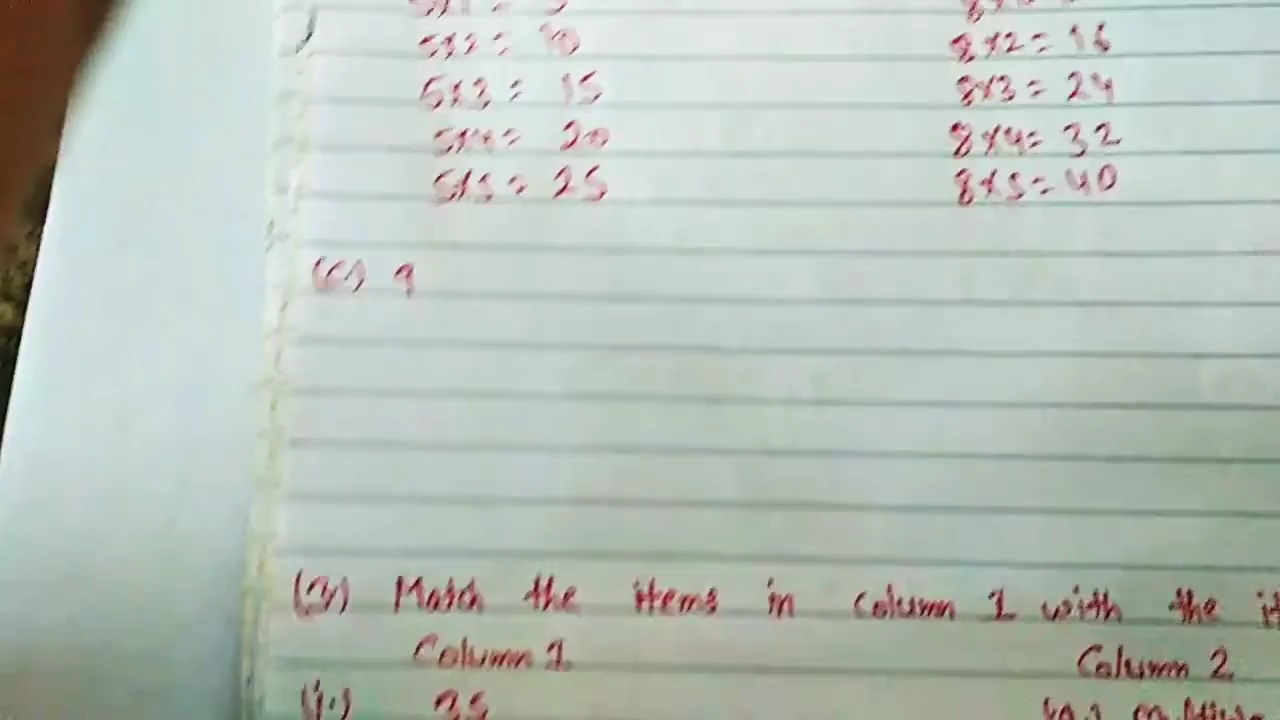 5x2 = 10 8x2 = 16
5x3 = 15 8x3 = 24
5x4 = 20 8x4 = 32
5x5 = 25 8x5 = 40
(c) 9
(3) Match the items in column 1 with the
Column 1 Column 2
(i) 35